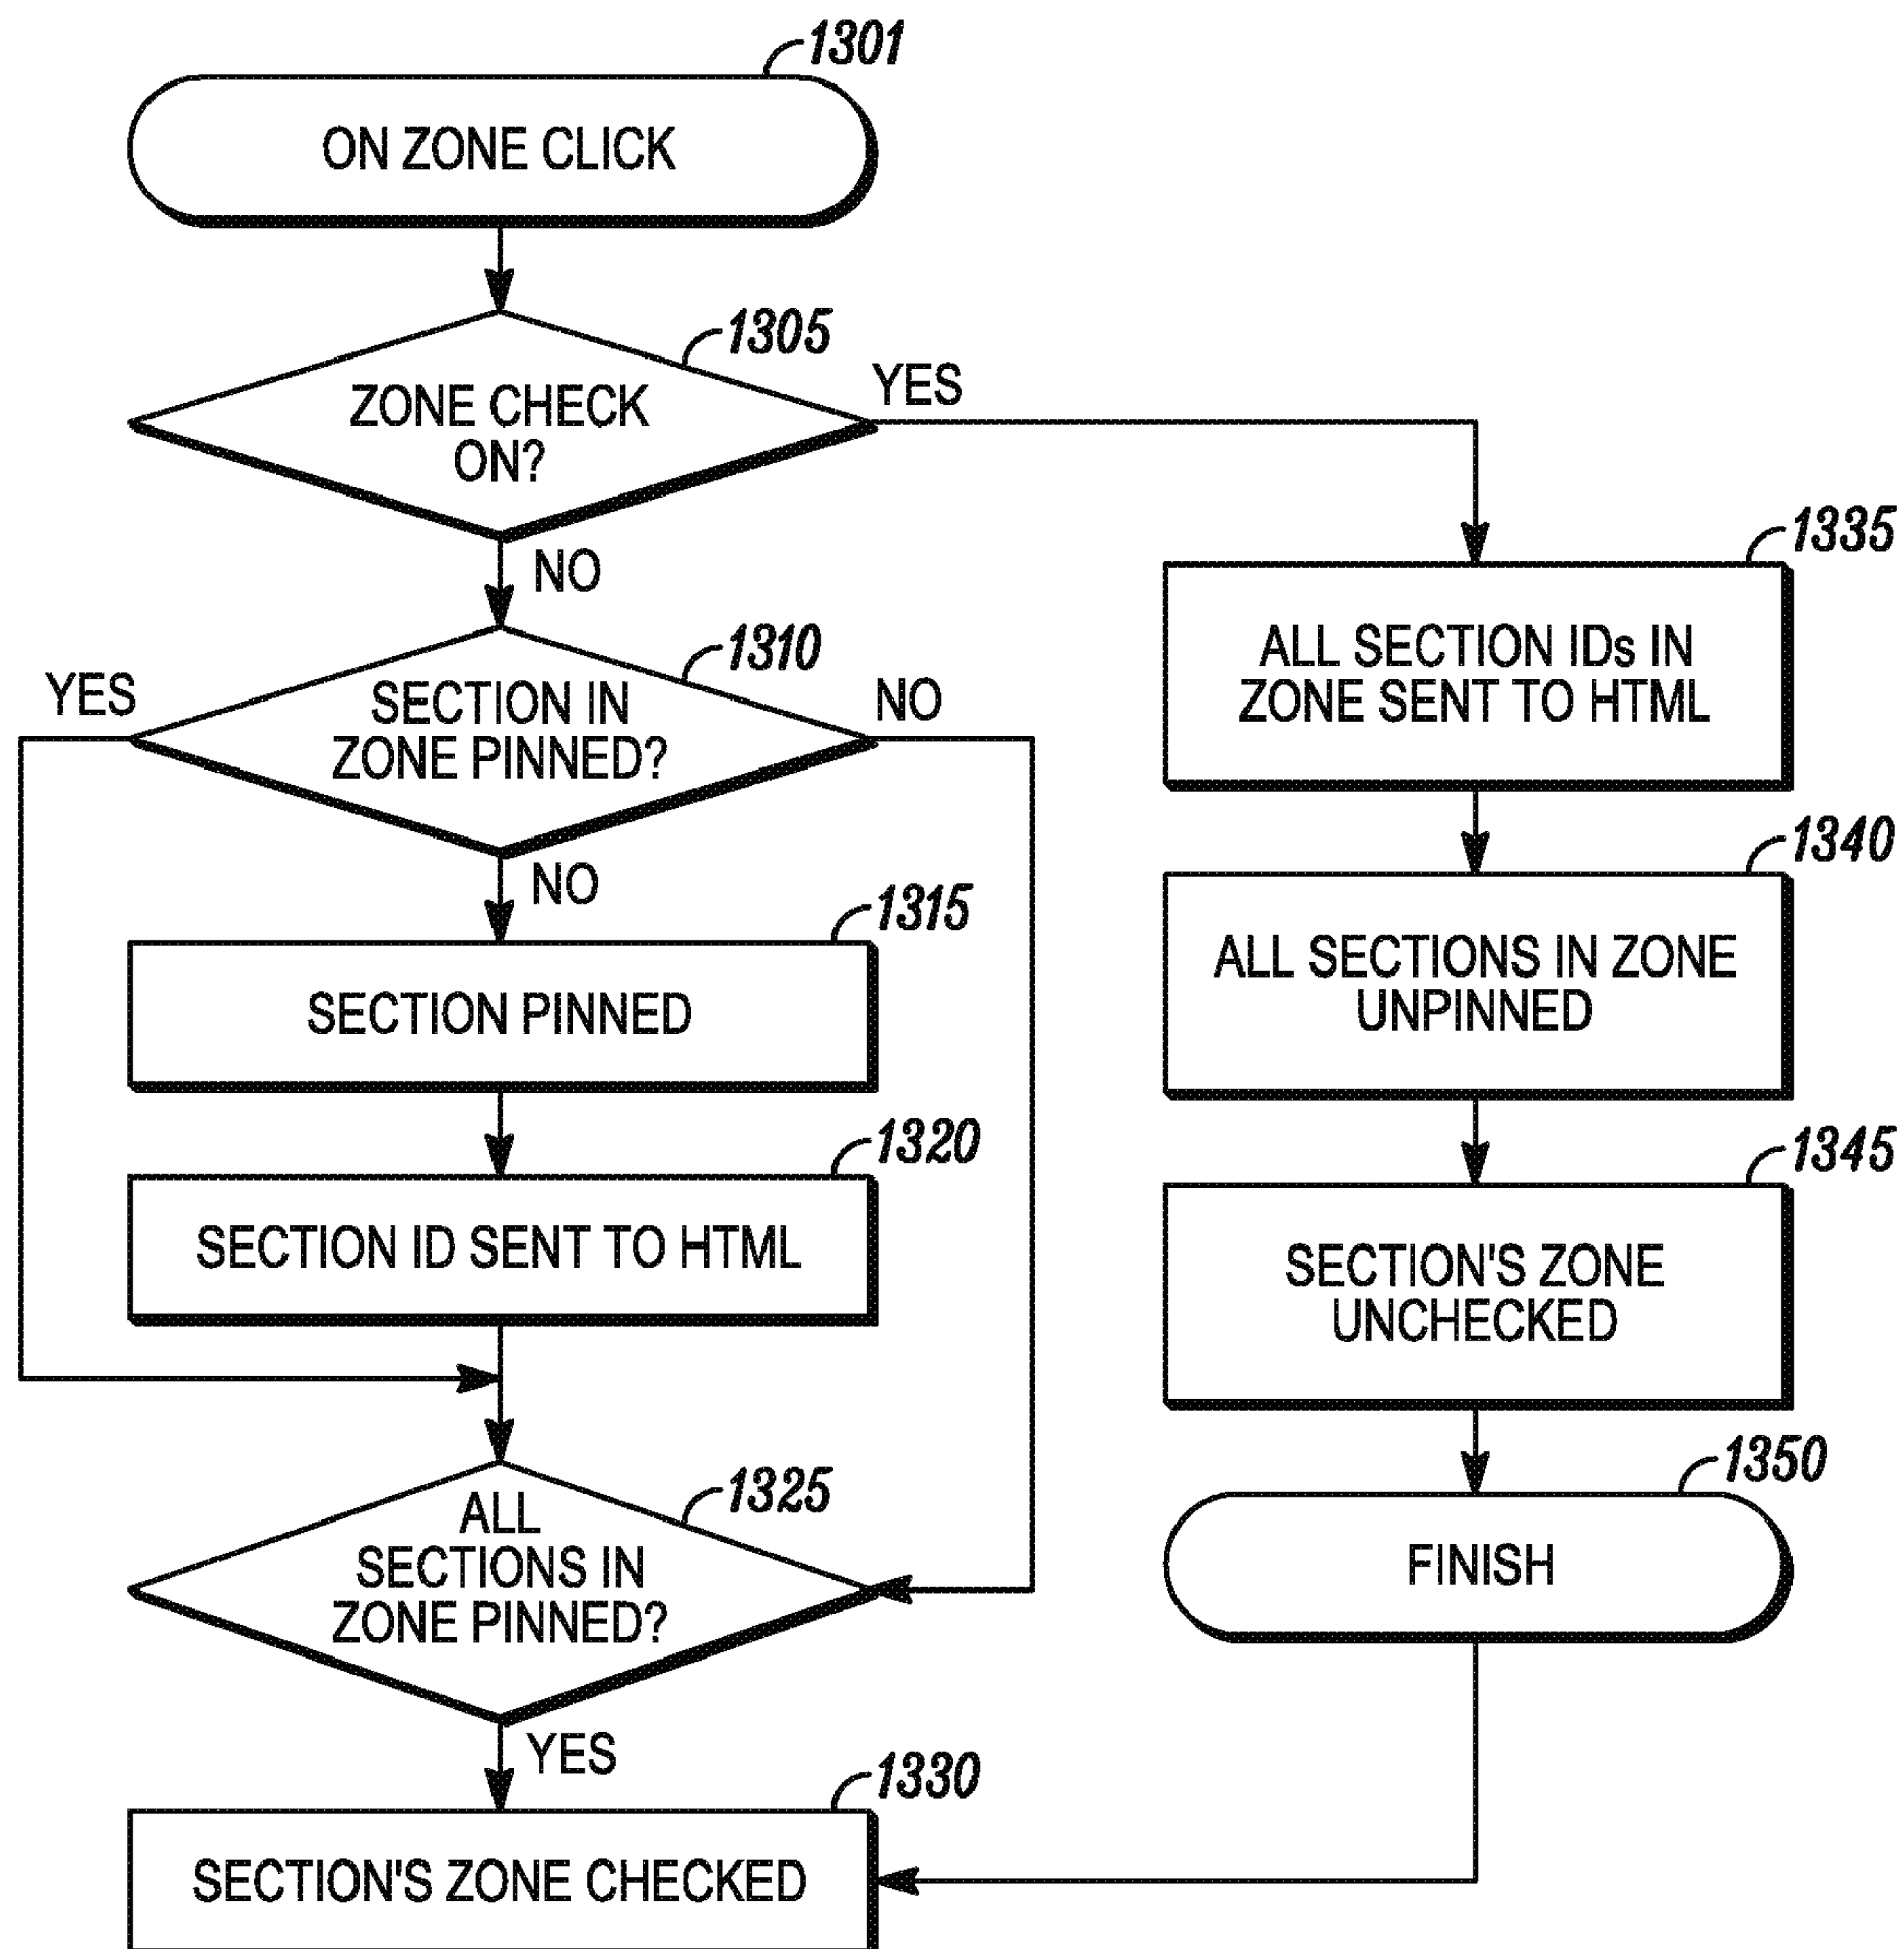 1301
ON ZONE CLICK
1305
ZONE CHECK
ON?
YES
NO
1310
SECTION IN
ZONE PINNED?
YES
NO
NO
1315
SECTION PINNED
1320
SECTION ID SENT TO HTML
1325
ALL
SECTIONS IN
ZONE PINNED?
YES
1330
SECTION'S ZONE CHECKED
1335
ALL SECTION IDs IN
ZONE SENT TO HTML
1340
ALL SECTIONS IN ZONE
UNPINNED
1345
SECTION'S ZONE
UNCHECKED
1350
FINISH